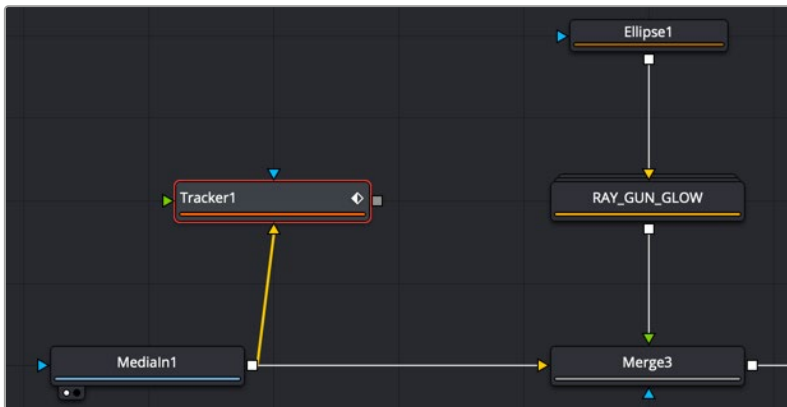 Ellipse1
Tracker1
RAY_GUN_GLOW
MediaIn1
Merge3